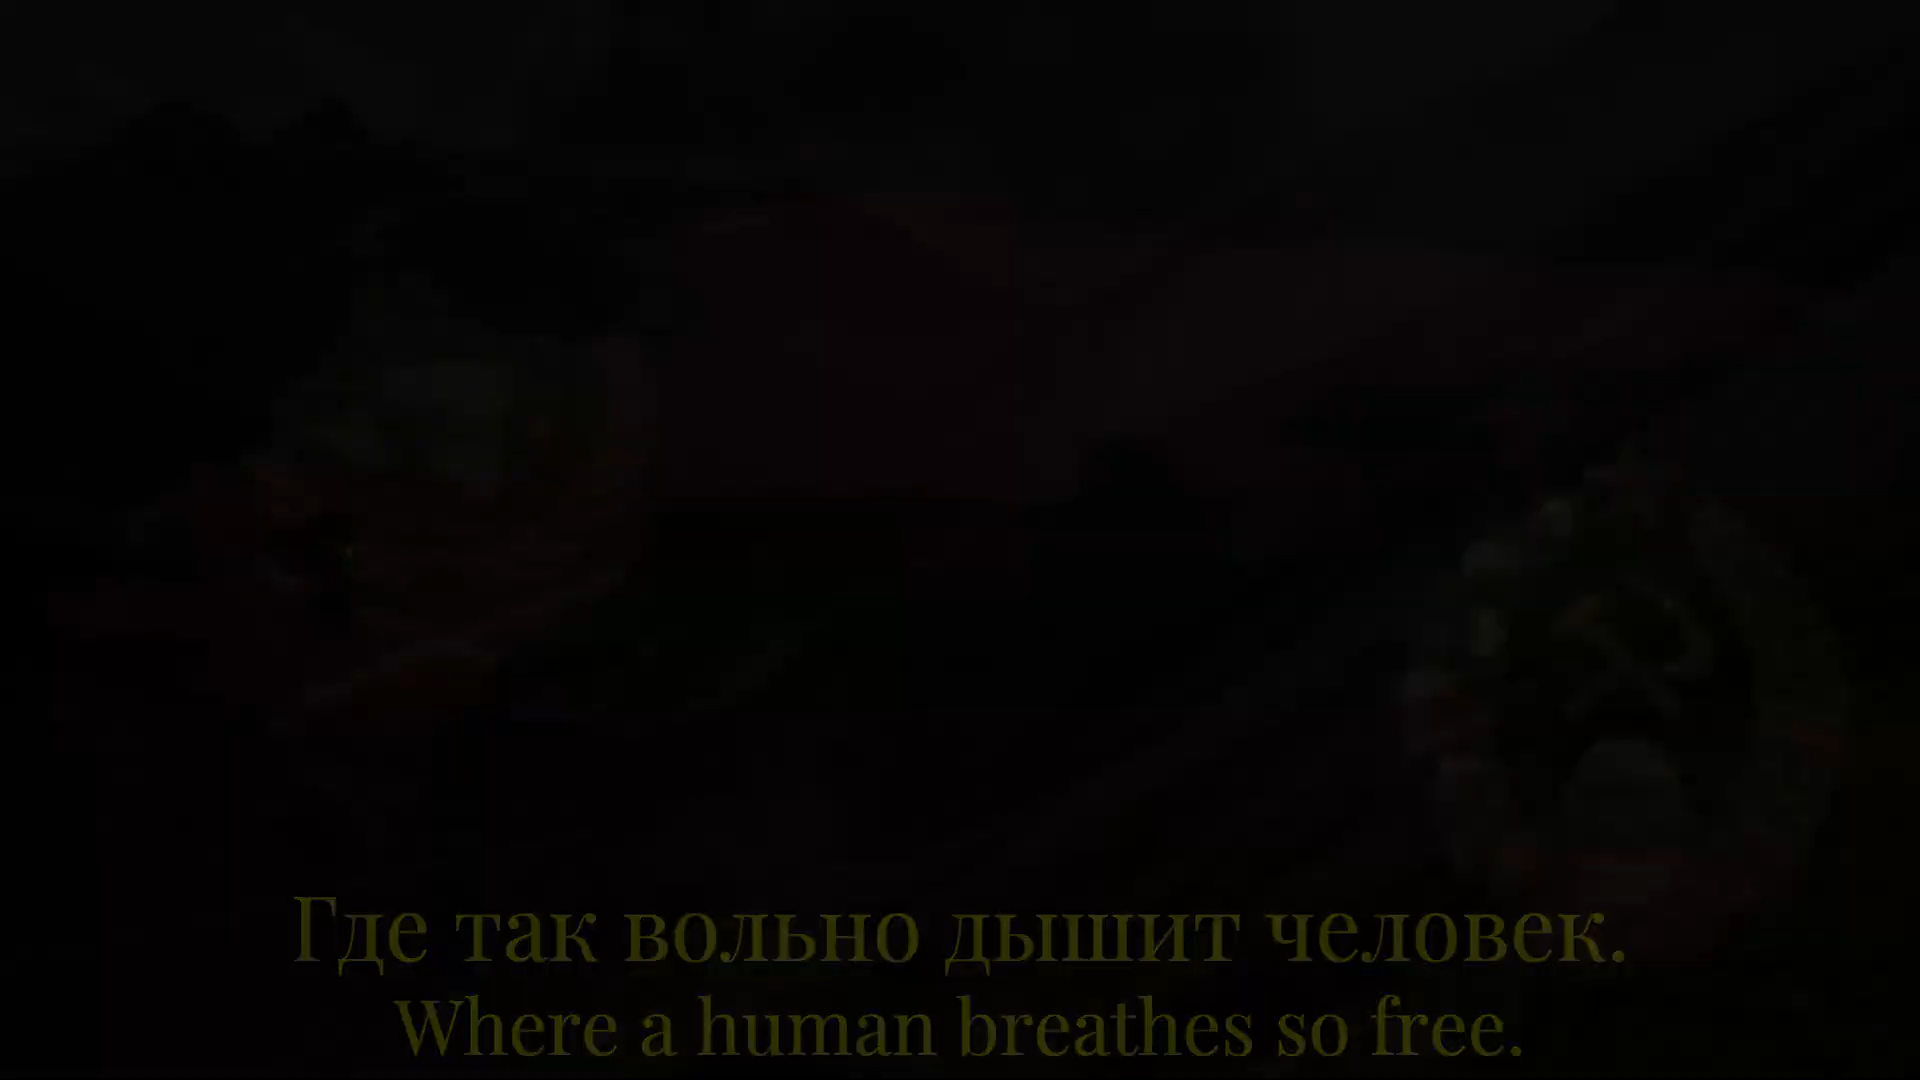 Где так вольно дышит человек.
Where a human breathes so free.